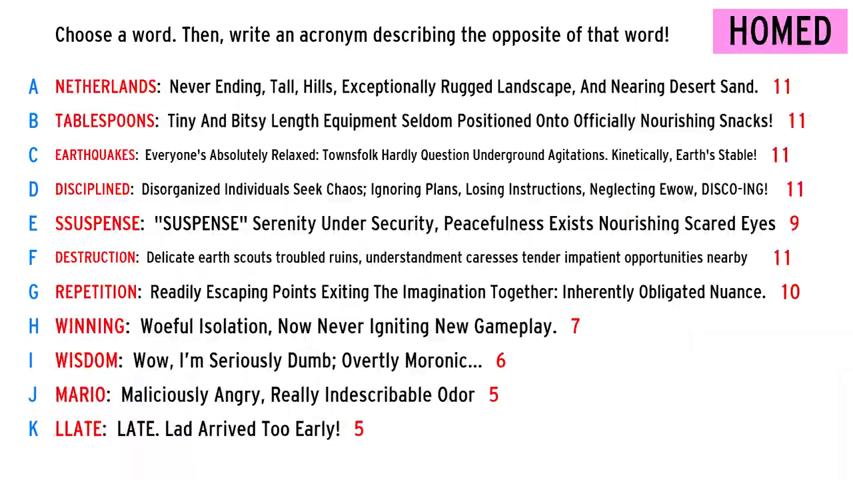 Choose a word. Then, write an acronym describing the opposite of that word!
HOMED
A NETHERLANDS: Never Ending, Tall, Hills, Exceptionally Rugged Landscape, And Nearing Desert Sand. 11
B TABLESPOONS: Tiny And Bitsy Length Equipment Seldom Positioned Onto Officially Nourishing Snacks! 11
C EARTHQUAKES: Everyone's Absolutely Relaxed: Townsfolk Hardly Question Underground Agitations. Kinetically, Earth's Stable! 11
D DISCIPLINED: Disorganized Individuals Seek Chaos; Ignoring Plans, Losing Instructions, Neglecting Ewow, DISCO-ING! 11
E SSUSPENSE: "SUSPENSE" Serenity Under Security, Peacefulness Exists Nourishing Scared Eyes 9
F DESTRUCTION: Delicate earth scouts troubled ruins, understandment caresses tender impatient opportunities nearby 11
G REPETITION: Readily Escaping Points Exiting The Imagination Together: Inherently Obligated Nuance. 10
H WINNING: Woeful Isolation, Now Never Igniting New Gameplay. 7
I WISDOM: Wow, I'm Seriously Dumb; Overtly Moronic... 6
J MARIO: Maliciously Angry, Really Indescribable Odor 5
K LLATE: LATE. Lad Arrived Too Early! 5